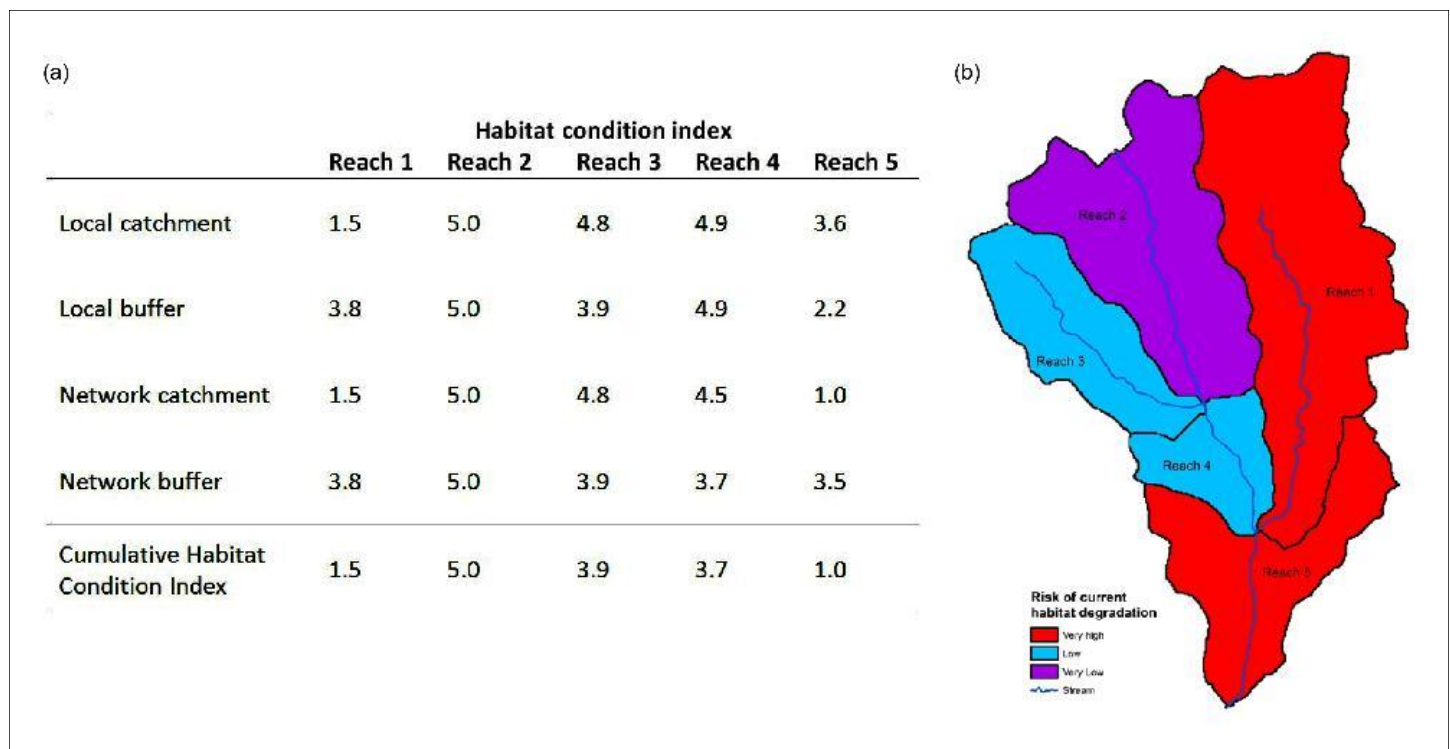 (a)
Habitat condition index
Reach 1 Reach 2 Reach 3 Reach 4 Reach 5
Local catchment 1.5 5.0 4.8 4.9 3.6
Local buffer 3.8 5.0 3.9 4.9 2.2
Network catchment 1.5 5.0 4.8 4.5 1.0
Network buffer 3.8 5.0 3.9 3.7 3.5
Cumulative Habitat
Condition Index 1.5 5.0 3.9 3.7 1.0
(b)
Reach 2
Reach 1
Reach 3
Reach 4
Reach 5
Risk of current
habitat degradation
Very high
Low
Very Low
Stream